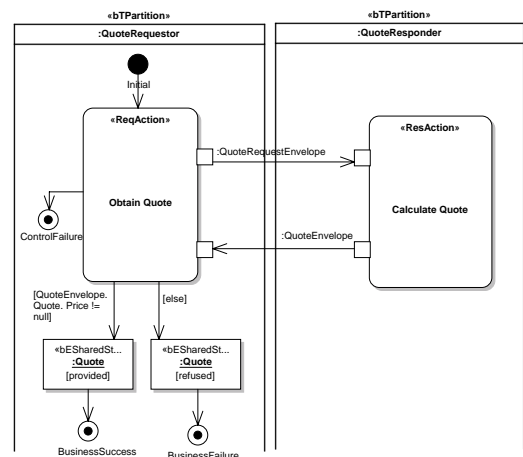 «bTPartition»
:QuoteRequestor
«bTPartition»
:QuoteResponder
Initial
«ReqAction»
Obtain Quote
:QuoteRequestEnvelope
«ResAction»
Calculate Quote
:QuoteEnvelope
ControlFailure
[QuoteEnvelope.
Quote. Price !=
null]
[else]
«bESharedSt...
:Quote
[provided]
«bESharedSt...
:Quote
[refused]
BusinessSuccess
BusinessFailure